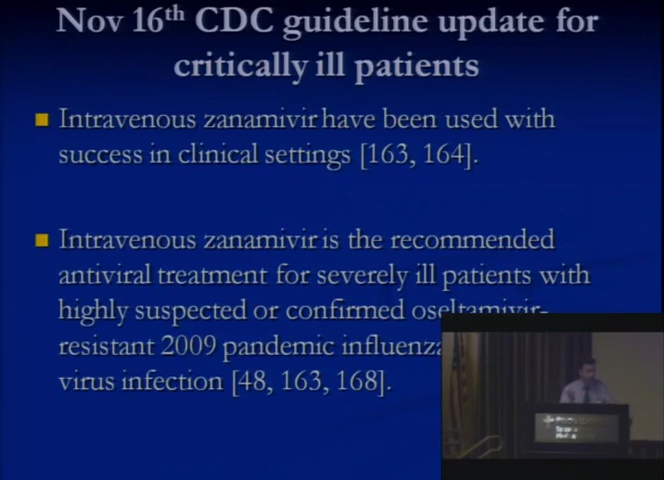 Nov 16th CDC guideline update for
critically ill patients
Intravenous zanamivir have been used with
success in clinical settings [163, 164].
Intravenous zanamivir is the recommended
antiviral treatment for severely ill patients with
highly suspected or confirmed oseltamivir-
resistant 2009 pandemic influenza
virus infection [48, 163, 168].